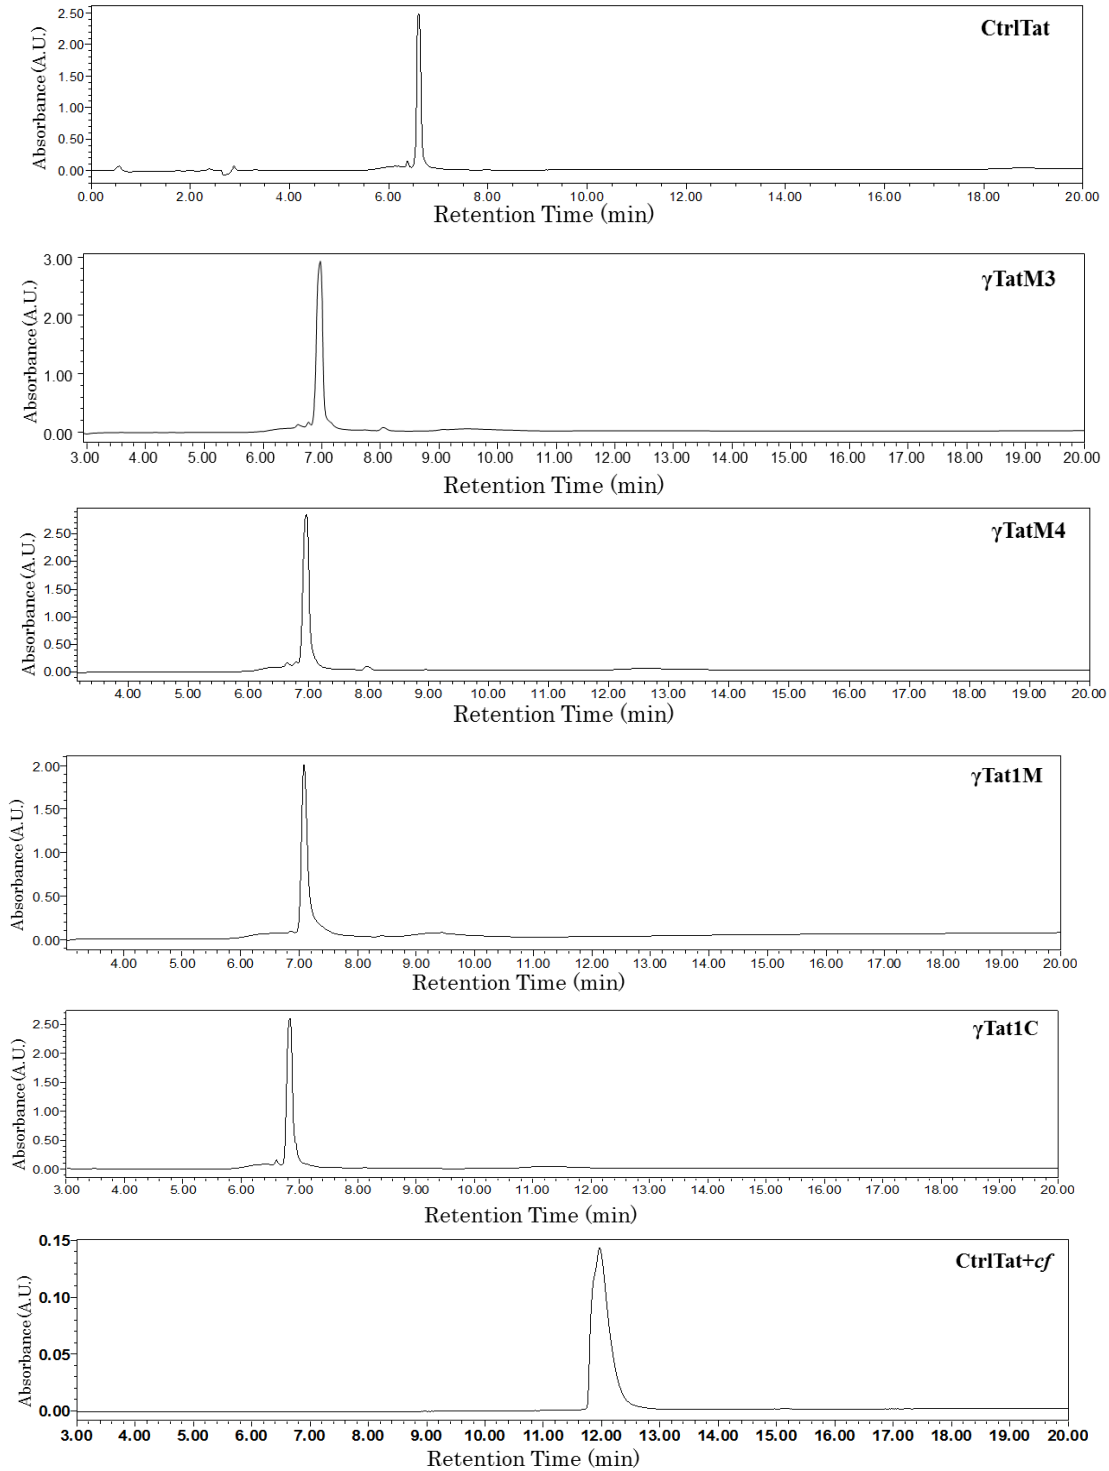 CtrlTat
Absorbance(A.U.)
2.50
2.00
1.50
1.00
0.50
0.00
0.00 2.00 4.00 6.00 8.00 10.00 12.00 14.00 16.00 18.00 20.00
Retention Time (min)
γTatM3
Absorbance(A.U.)
3.00
2.00
1.00
0.00
3.00 4.00 5.00 6.00 7.00 8.00 9.00 10.00 11.00 12.00 13.00 14.00 15.00 16.00 17.00 18.00 19.00 20.00
Retention Time (min)
γTatM4
Absorbance(A.U.)
2.50
2.00
1.50
1.00
0.50
0.00
4.00 5.00 6.00 7.00 8.00 9.00 10.00 11.00 12.00 13.00 14.00 15.00 16.00 17.00 18.00 19.00 20.00
Retention Time (min)
γTat1M
Absorbance(A.U.)
2.00
1.50
1.00
0.50
0.00
4.00 5.00 6.00 7.00 8.00 9.00 10.00 11.00 12.00 13.00 14.00 15.00 16.00 17.00 18.00 19.00 20.00
Retention Time (min)
γTat1C
Absorbance(A.U.)
2.50
2.00
1.50
1.00
0.50
0.00
3.00 4.00 5.00 6.00 7.00 8.00 9.00 10.00 11.00 12.00 13.00 14.00 15.00 16.00 17.00 18.00 19.00 20.00
Retention Time (min)
CtrlTat+cf
Absorbance(A.U.)
0.15
0.10
0.05
0.00
3.00 4.00 5.00 6.00 7.00 8.00 9.00 10.00 11.00 12.00 13.00 14.00 15.00 16.00 17.00 18.00 19.00 20.00
Retention Time (min)